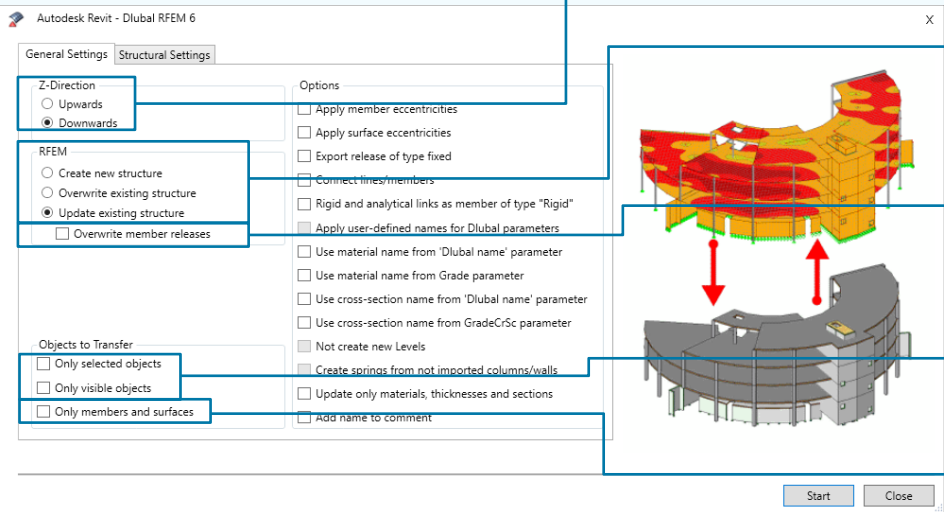 Autodesk Revit - Dlubal RFEM 6
X
General Settings
Structural Settings
Z-Direction
Upwards
Downwards
RFEM
Create new structure
Overwrite existing structure
Update existing structure
Overwrite member releases
Objects to Transfer
Only selected objects
Only visible objects
Only members and surfaces
Options
Apply member eccentricities
Apply surface eccentricities
Export release of type fixed
Connect lines/members
Rigid and analytical links as member of type "Rigid"
Apply user-defined names for Dlubal parameters
Use material name from 'Dlubal name' parameter
Use material name from Grade parameter
Use cross-section name from 'Dlubal name' parameter
Use cross-section name from GradeCrSc parameter
Not create new Levels
Create springs from not imported columns/walls
Update only materials, thicknesses and sections
Add name to comment
Start
Close